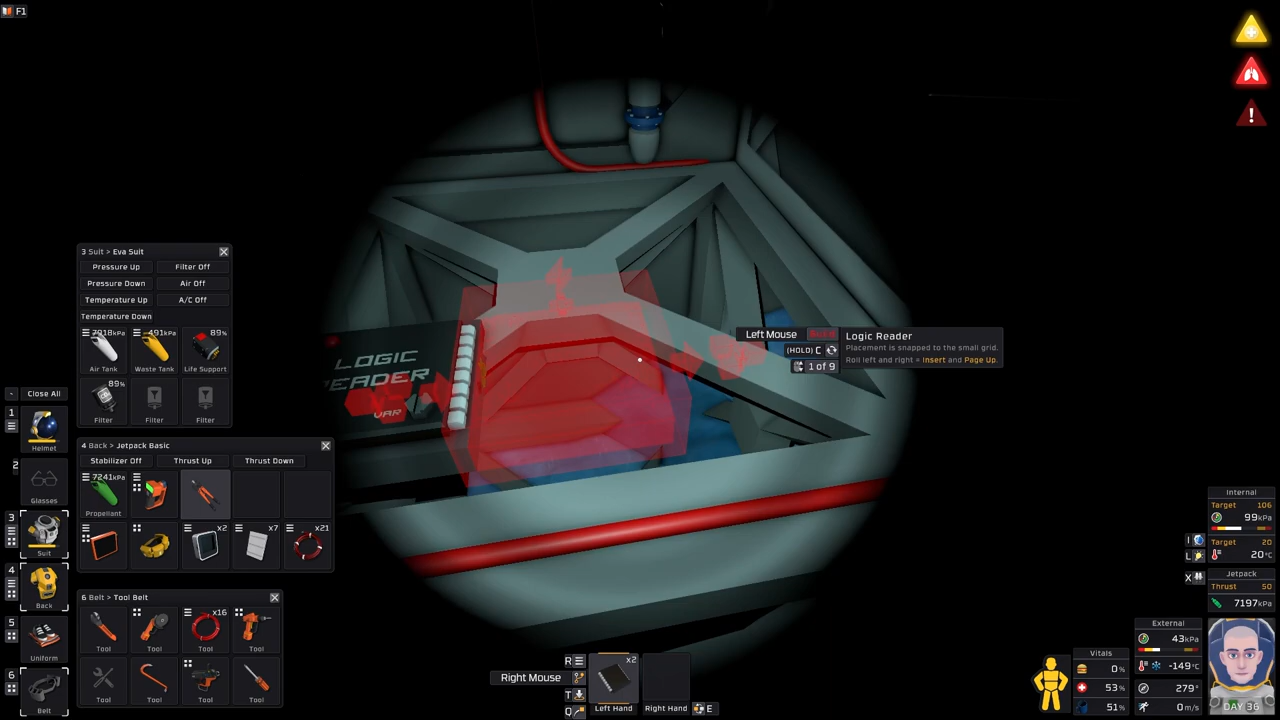 F1
3 Suit > Eva Suit
Pressure Up
Filter Off
Pressure Down
Air Off
Temperature Up
A/C Off
Temperature Down
7918kPa
491kPa
89%
Air Tank
Waste Tank
Life Support
89%
Filter
Filter
Filter
4 Back > Jetpack Basic
Stabilizer Off
Thrust Up
Thrust Down
7241kPa
Propellant
x2
x7
x21
6 Belt > Tool Belt
x16
Tool
Tool
Tool
Tool
Tool
Tool
Tool
Tool
- Close All
1
Helmet
2
Glasses
3
Suit
4
Back
5
Uniform
6
Belt
LOGIC
READER
VAR
Left Mouse
Build
(HOLD) C
1 of 9
Logic Reader
Placement is snapped to the small grid.
Roll left and right = Insert and Page Up.
Right Mouse
R
T
Q
x2
Left Hand
Right Hand
E
Internal
Target 106
99kPa
Target 20
20°C
I
L
X
Jetpack
Thrust 50
7197kPa
External
43kPa
-149°C
279°
0m/s
Vitals
0%
53%
51%
DAY 36